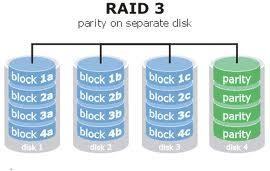 RAID 3
parity on separate disk
block 1a block 1b block 1c parity
block 2a block 2b block 2c parity
block 3a block 3b block 3c parity
block 4a block 4b block 4c parity
disk 1 disk 2 disk 3 disk 4